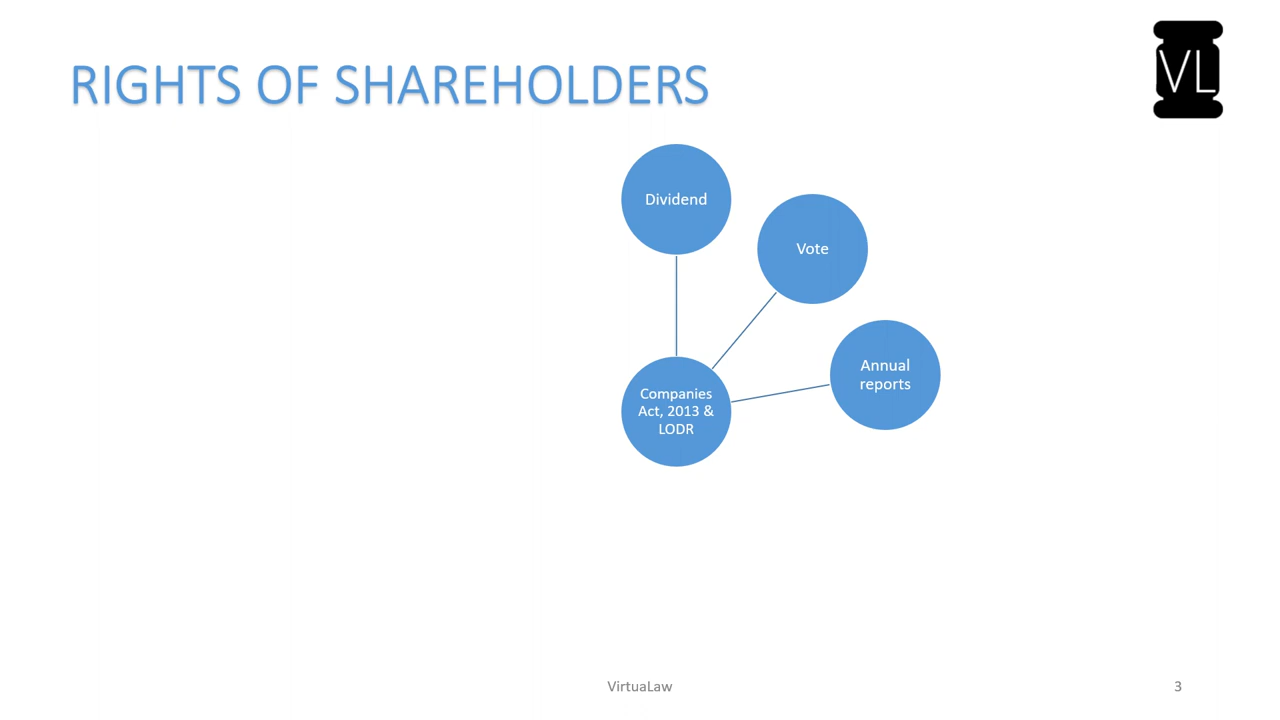 RIGHTS OF SHAREHOLDERS
VL
Dividend
Vote
Annual
reports
Companies
Act, 2013 &
LODR
VirtuaLaw
3